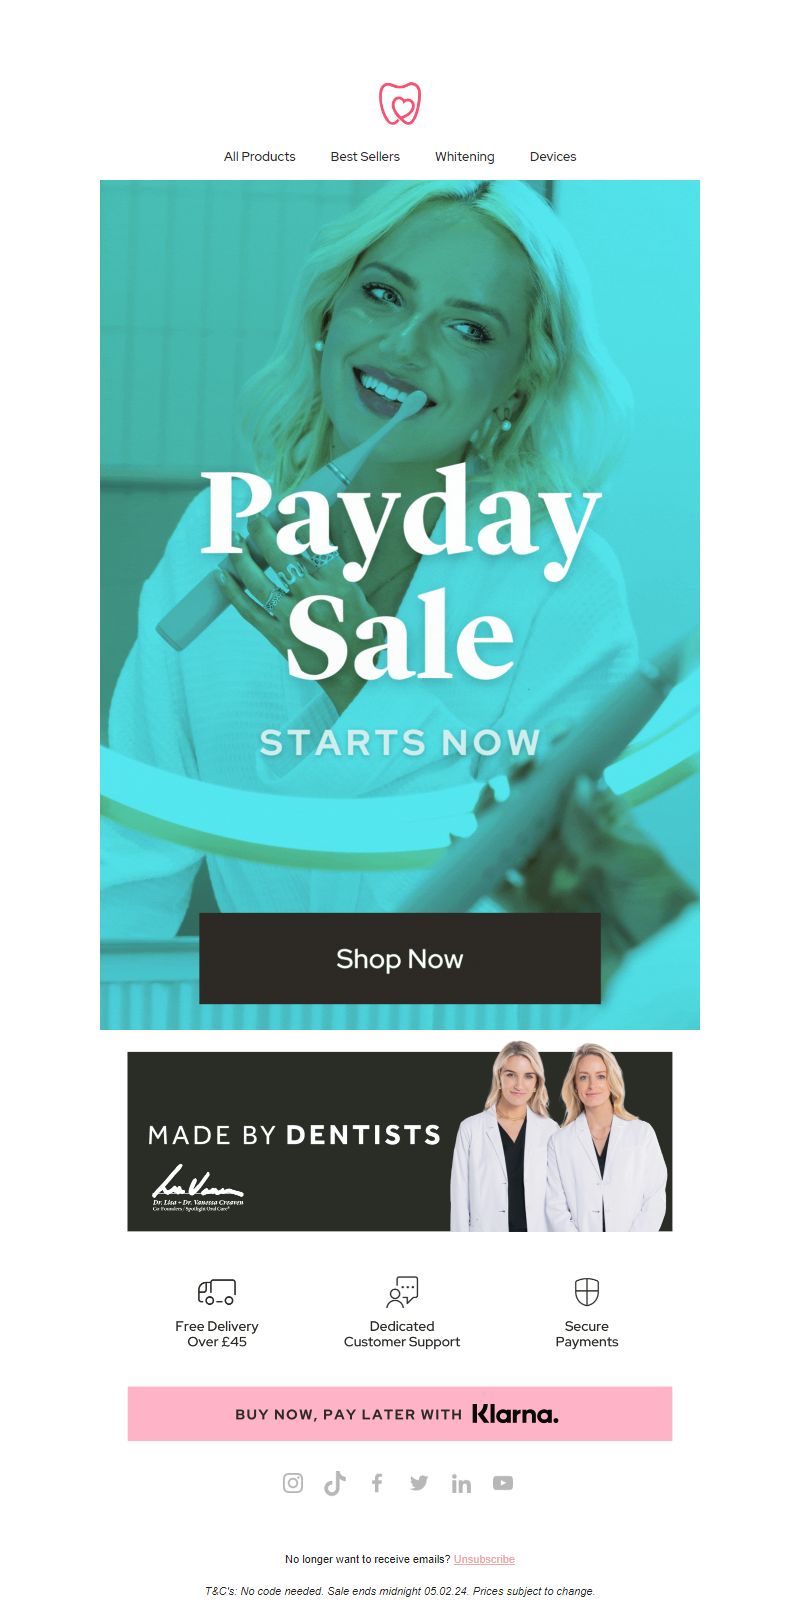 All Products Best Sellers Whitening Devices
Payday
Sale
STARTS NOW
Shop Now
MADE BY DENTISTS
Dr. Lisa + Dr. Vanessa Creaven
Co-Founders / Spotlight Oral Care®
Free Delivery
Over £45
Dedicated
Customer Support
Secure
Payments
BUY NOW, PAY LATER WITH Klarna.
No longer want to receive emails? Unsubscribe
T&C's: No code needed. Sale ends midnight 05.02.24. Prices subject to change.